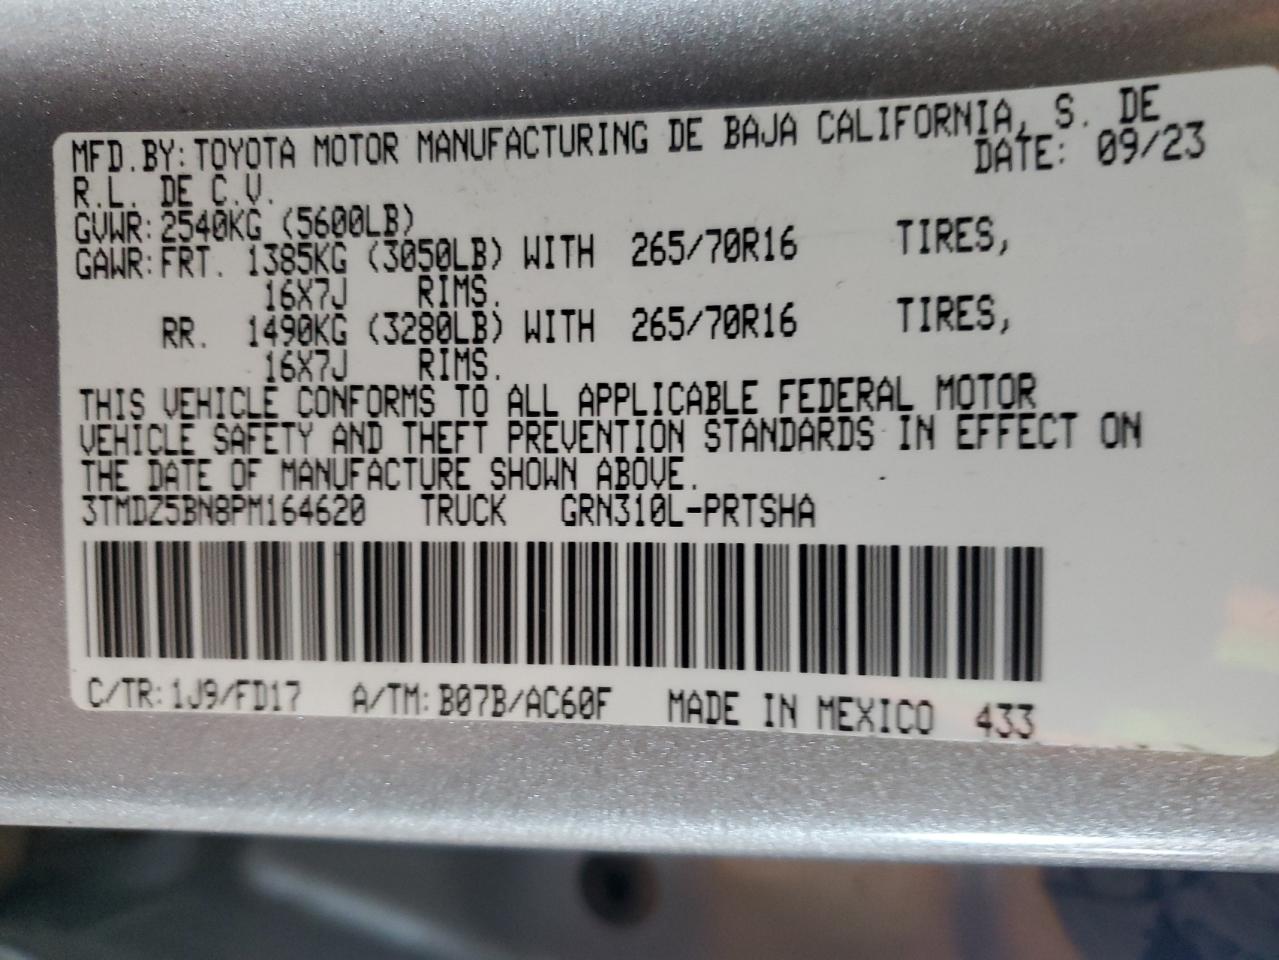 MFD.BY:TOYOTA MOTOR MANUFACTURING DE BAJA CALIFORNIA, S. DE
R.L. DE C.V. DATE: 09/23
GVWR:2540KG (5600LB)
GAWR:FRT. 1385KG (3050LB) WITH 265/70R16 TIRES,
16X7J RIMS.
RR. 1490KG (3280LB) WITH 265/70R16 TIRES,
16X7J RIMS.
THIS VEHICLE CONFORMS TO ALL APPLICABLE FEDERAL MOTOR
VEHICLE SAFETY AND THEFT PREVENTION STANDARDS IN EFFECT ON
THE DATE OF MANUFACTURE SHOWN ABOVE.
3TMDZ5BN8PM164620 TRUCK GRN310L-PRTSHA
C/TR:1J9/FD17 A/TM:B07B/AC60F MADE IN MEXICO 433